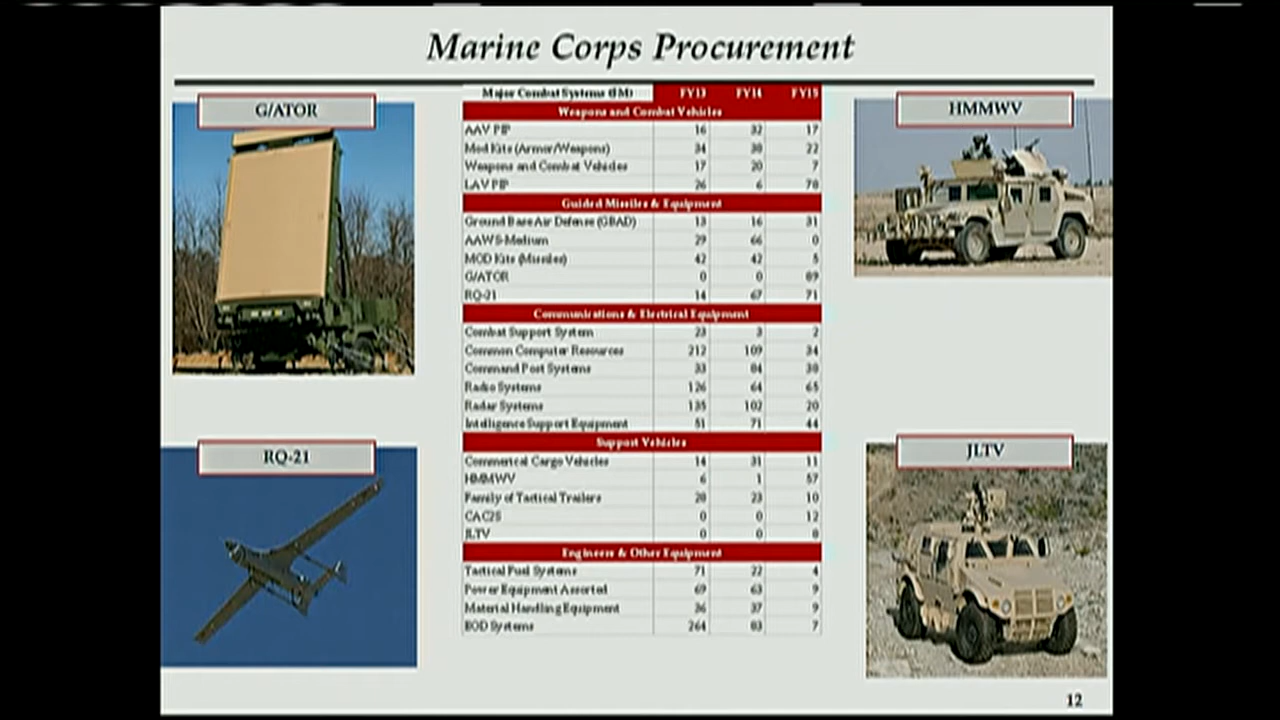 Marine Corps Procurement
G/ATOR
HMMWV
RQ-21
JLTV
Major Combat Systems ($M) FY13 FY14 FY15
Weapons and Combat Vehicles
AAV PIP 16 32 17
Mod Kits (Armor/Weapons) 34 38 22
Weapons and Combat Vehicles 17 20 7
LAV PIP 26 6 78
Guided Missiles & Equipment
Ground Base Air Defense (GBAD) 13 16 31
AAWS-Medium 29 66 0
MOD Kits (Missiles) 42 42 5
G/ATOR 0 0 89
RQ-21 14 67 71
Communications & Electrical Equipment
Combat Support System 23 3 2
Common Computer Resources 212 109 34
Command Post Systems 33 84 38
Radio Systems 126 64 65
Radar Systems 135 102 20
Intelligence Support Equipment 51 71 44
Support Vehicles
Commerical Cargo Vehicles 14 31 11
HMMWV 6 1 57
Family of Tactical Trailers 28 23 10
CAC2S 0 0 12
JLTV 0 0
Engineer & Other Equipment
Tactical Fuel Systems 71 22 4
Power Equipment Assorted 69 63 9
Material Handling Equipment 36 37 9
EOD Systems 264 83 7
12